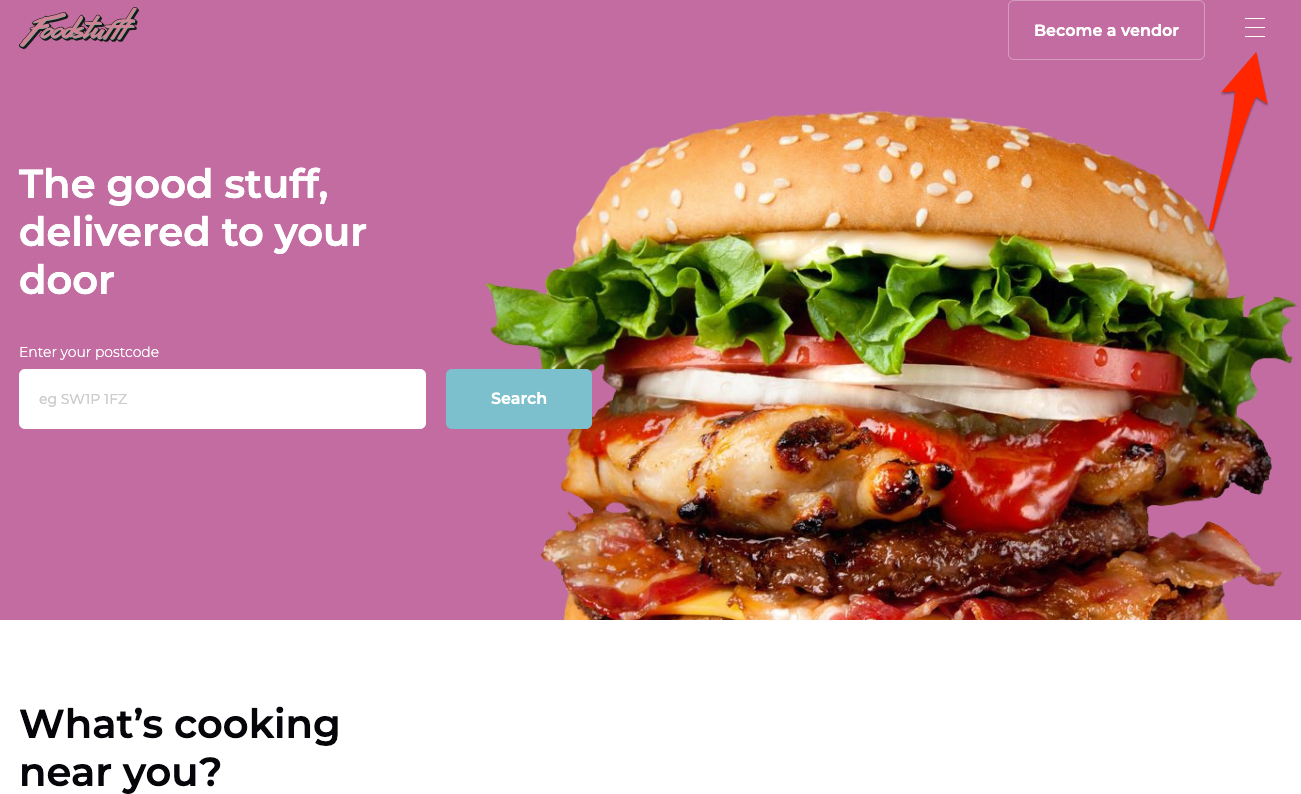 Foodstufff
Become a vendor
The good stuff,
delivered to your
door
Enter your postcode
eg SW1P 1FZ
Search
What’s cooking
near you?